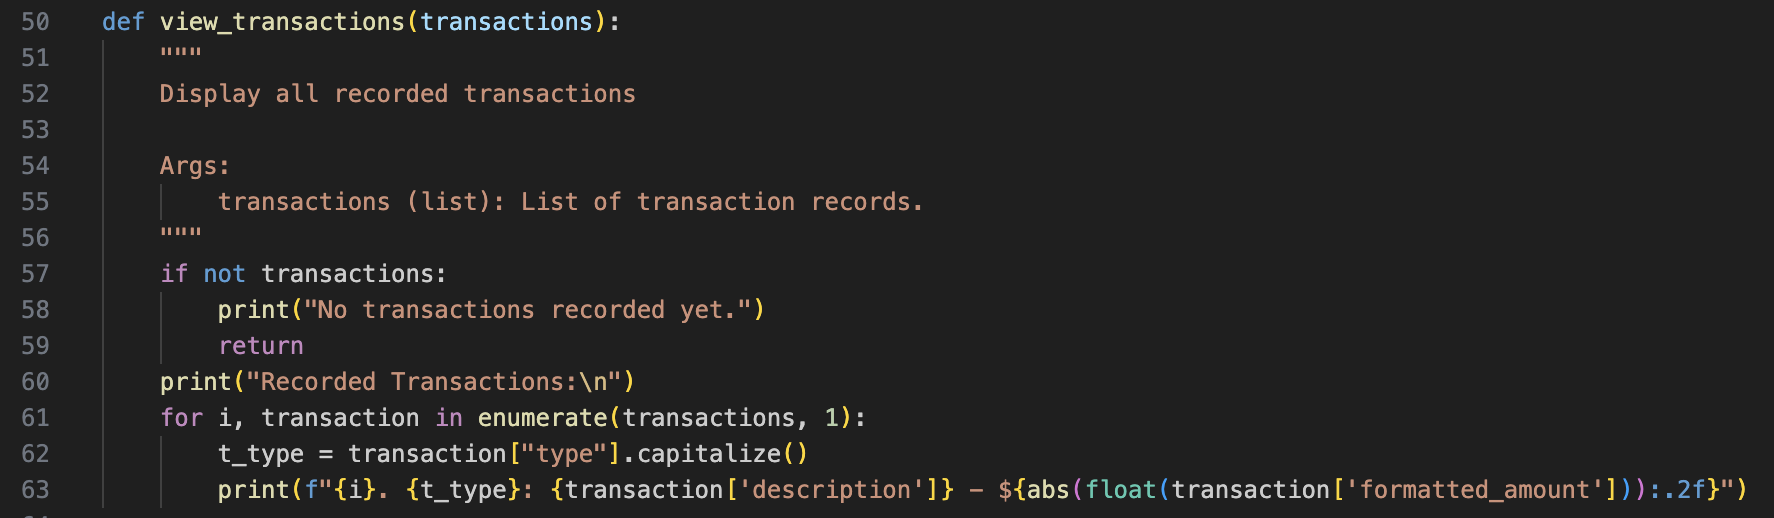 50 def view_transactions(transactions):
51     """
52     Display all recorded transactions
53
54     Args:
55         transactions (list): List of transaction records.
56     """
57     if not transactions:
58         print("No transactions recorded yet.")
59         return
60     print("Recorded Transactions:\n")
61     for i, transaction in enumerate(transactions, 1):
62         t_type = transaction["type"].capitalize()
63         print(f"{i}. {t_type}: {transaction['description']} - ${abs(float(transaction['formatted_amount'])):.2f}")